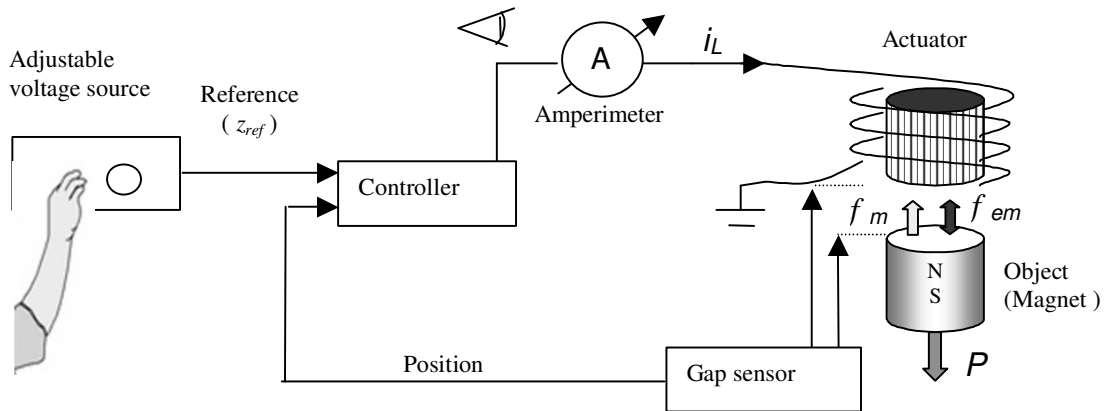 Adjustable
voltage source
Reference
( z_ref )
Controller
A
Amperimeter
i_L
Actuator
f_m
f_em
N
S
Object
(Magnet )
P
Position
Gap sensor